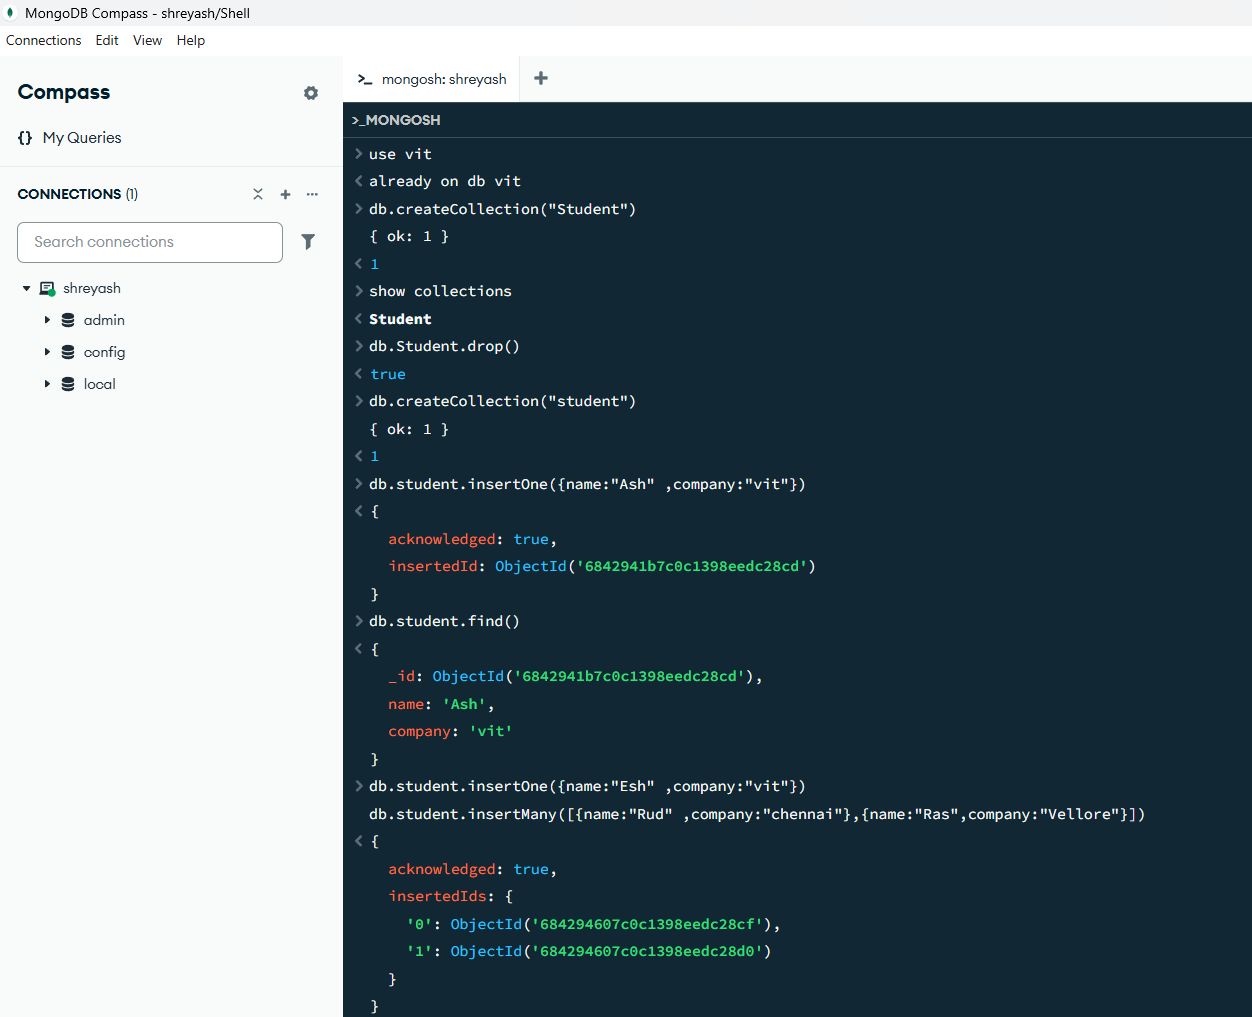 MongoDB Compass - shreyash/Shell
Connections Edit View Help
Compass
{} My Queries
CONNECTIONS (1)
Search connections
shreyash
admin
config
local
>_ mongosh: shreyash +
>_MONGOSH
> use vit
< already on db vit
> db.createCollection("Student")
{ ok: 1 }
< 1
> show collections
< Student
> db.Student.drop()
< true
> db.createCollection("student")
{ ok: 1 }
< 1
> db.student.insertOne({name:"Ash" ,company:"vit"})
< {
acknowledged: true,
insertedId: ObjectId('6842941b7c0c1398eedc28cd')
}
> db.student.find()
< {
_id: ObjectId('6842941b7c0c1398eedc28cd'),
name: 'Ash',
company: 'vit'
}
> db.student.insertOne({name:"Esh" ,company:"vit"})
db.student.insertMany([{name:"Rud" ,company:"chennai"},{name:"Ras",company:"Vellore"}])
< {
acknowledged: true,
insertedIds: {
'0': ObjectId('684294607c0c1398eedc28cf'),
'1': ObjectId('684294607c0c1398eedc28d0')
}
}